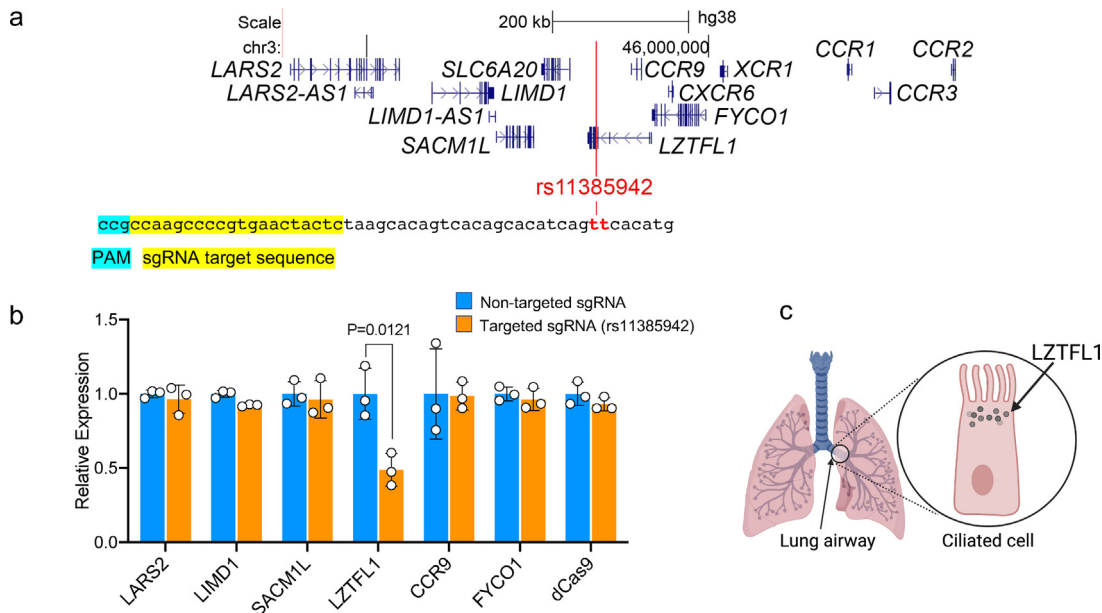 a
Scale
200 kb
hg38
chr3:
46,000,000
LARS2
SLC6A20
CCR9
XCR1
CCR1
CCR2
LARS2-AS1
LIMD1
CXCR6
CCR3
LIMD1-AS1
FYCO1
SACM1L
LZTFL1
rs11385942
ccgccaagccccgtgaactactctaagcacagtcacagcacatcagttcacatg
PAM sgRNA target sequence
b
Non-targeted sgRNA
Targeted sgRNA (rs11385942)
P=0.0121
Relative Expression
1.5
1.0
0.5
0.0
LARS2
LIMD1
SACM1L
LZTFL1
CCR9
FYCO1
dCas9
c
LZTFL1
Lung airway
Ciliated cell